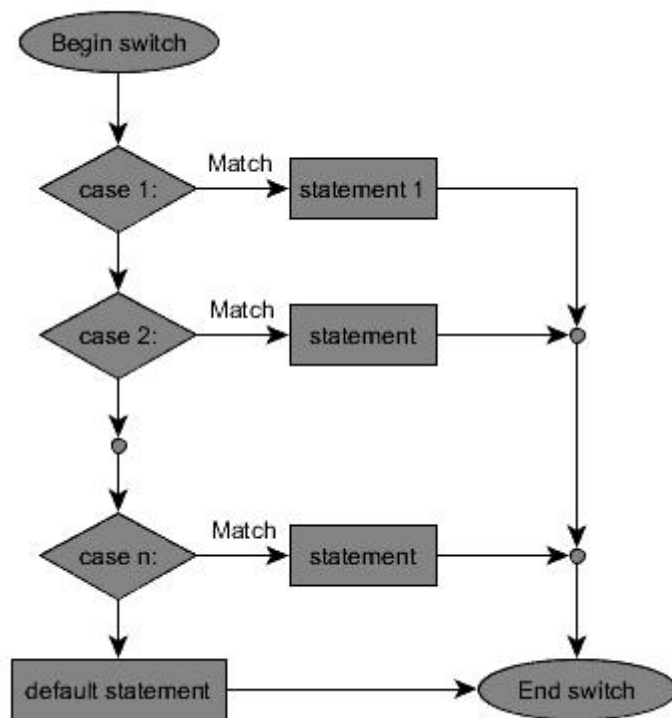 Begin switch
case 1:
Match
statement 1
case 2:
Match
statement
case n:
Match
statement
default statement
End switch